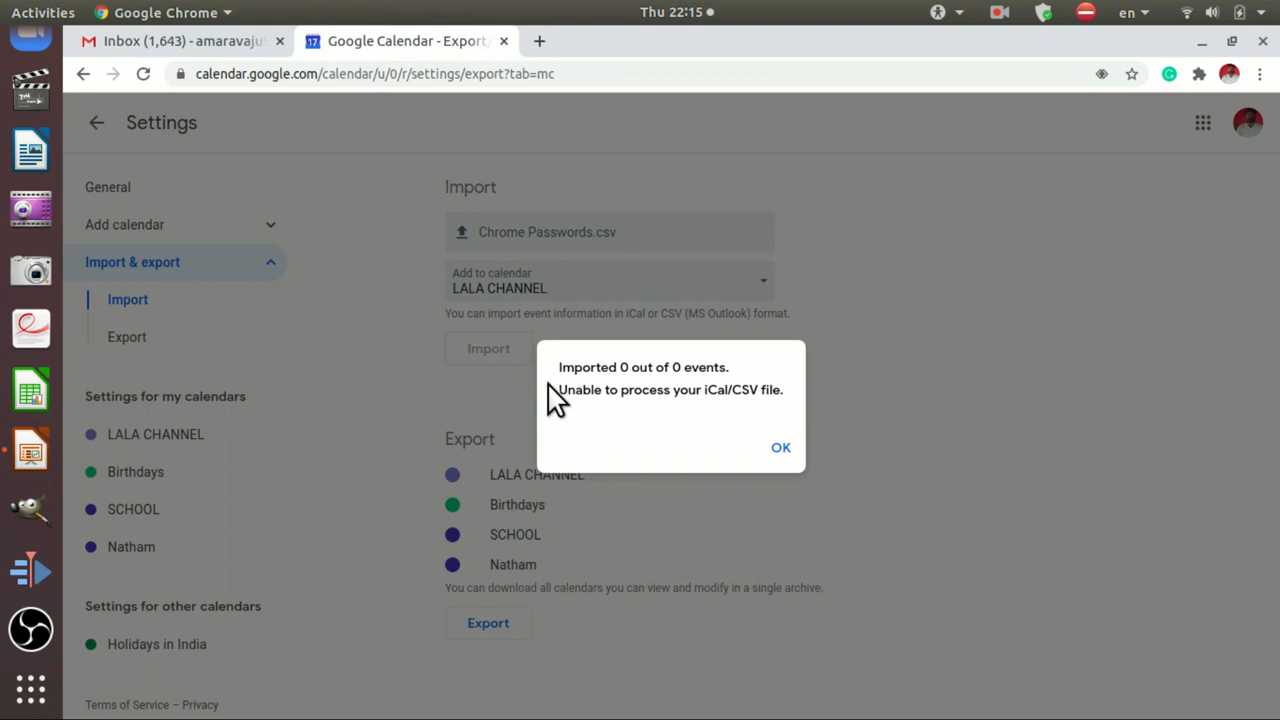 Activities
Google Chrome
Thu 22:15
en
Inbox (1,643) - amaravaju
Google Calendar - Export
calendar.google.com/calendar/u/0/r/settings/export?tab=mc
Settings
General
Add calendar
Import & export
Import
Export
Settings for my calendars
LALA CHANNEL
Birthdays
SCHOOL
Natham
Settings for other calendars
Holidays in India
Terms of Service – Privacy
Import
Chrome Passwords.csv
Add to calendar
LALA CHANNEL
You can import event information in iCal or CSV (MS Outlook) format.
Import
Imported 0 out of 0 events.
Unable to process your iCal/CSV file.
OK
Export
LALA CHANNEL
Birthdays
SCHOOL
Natham
You can download all calendars you can view and modify in a single archive.
Export